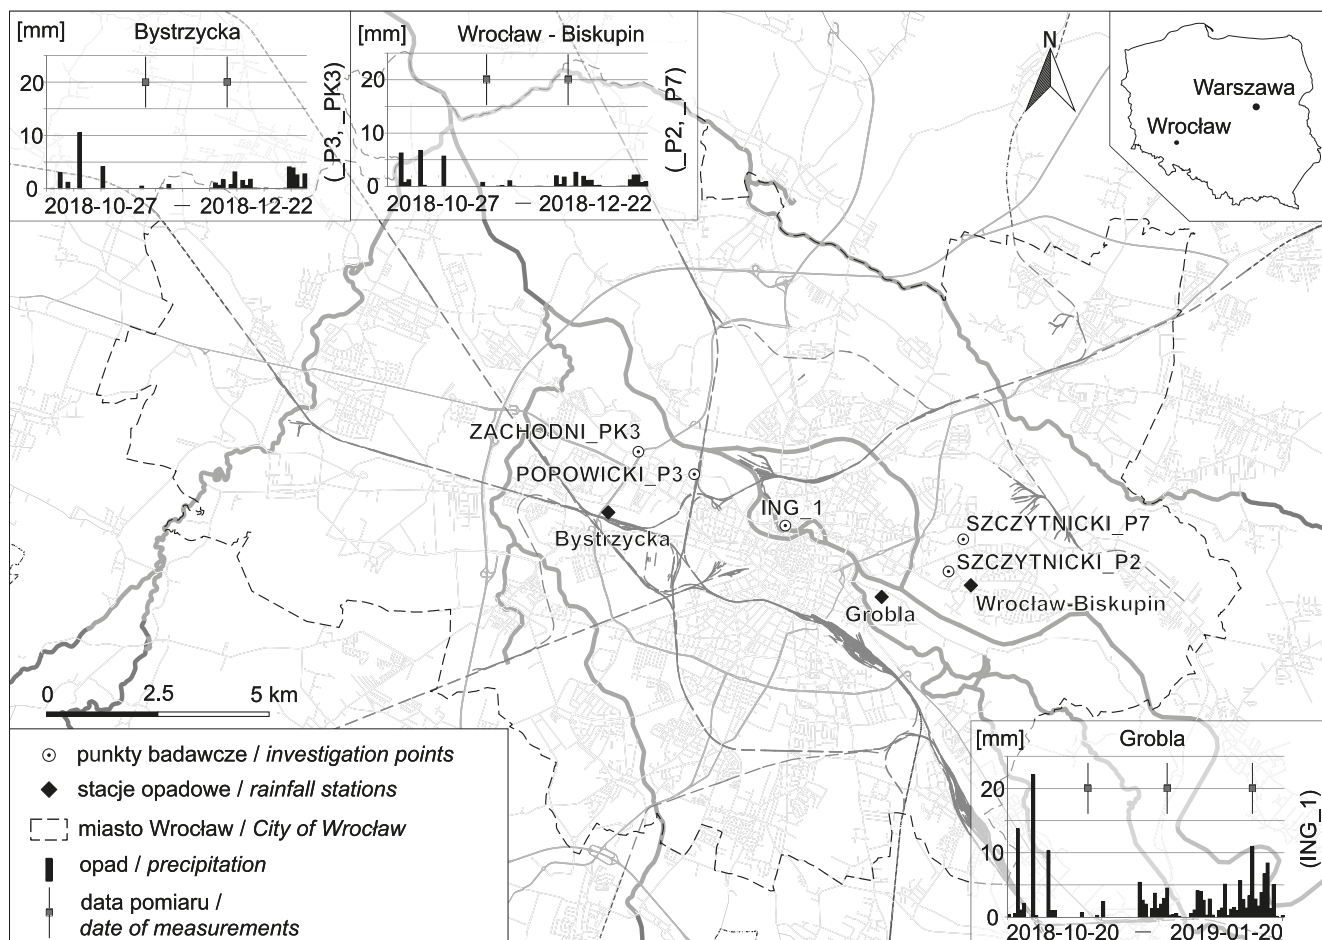 [mm] Bystrzycka
20
10
0
2018-10-27 — 2018-12-22
(_P3, _PK3)
[mm] Wrocław - Biskupin
20
10
0
2018-10-27 — 2018-12-22
(_P2, _P7)
N
Warszawa
Wrocław
ZACHODNI_PK3
POPOWICKI_P3
ING_1
SZCZYTNICKI_P7
Bystrzycka
SZCZYTNICKI_P2
Wrocław-Biskupin
Grobla
0 2.5 5 km
punkty badawcze / investigation points
stacje opadowe / rainfall stations
miasto Wrocław / City of Wrocław
opad / precipitation
data pomiaru /
date of measurements
[mm] Grobla
20
10
0
2018-10-20 — 2019-01-20
(ING_1)